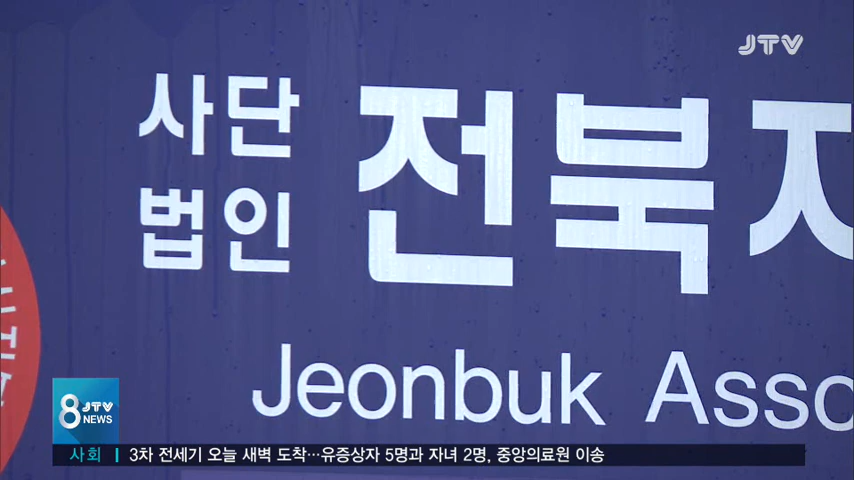 JTV
사단
법인
전북자
Jeonbuk Asso
8 JTV
NEWS
사회 3차 전세기 오늘 새벽 도착…유증상자 5명과 자녀 2명, 중앙의료원 이송